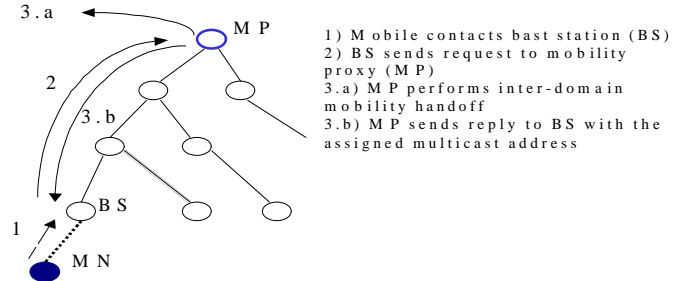 3.a
MP
1) Mobile contacts bast station (BS)
2) BS sends request to mobility
proxy (MP)
3.a) MP performs inter-domain
mobility handoff
3.b) MP sends reply to BS with the
assigned multicast address
2
3.b
BS
1
MN